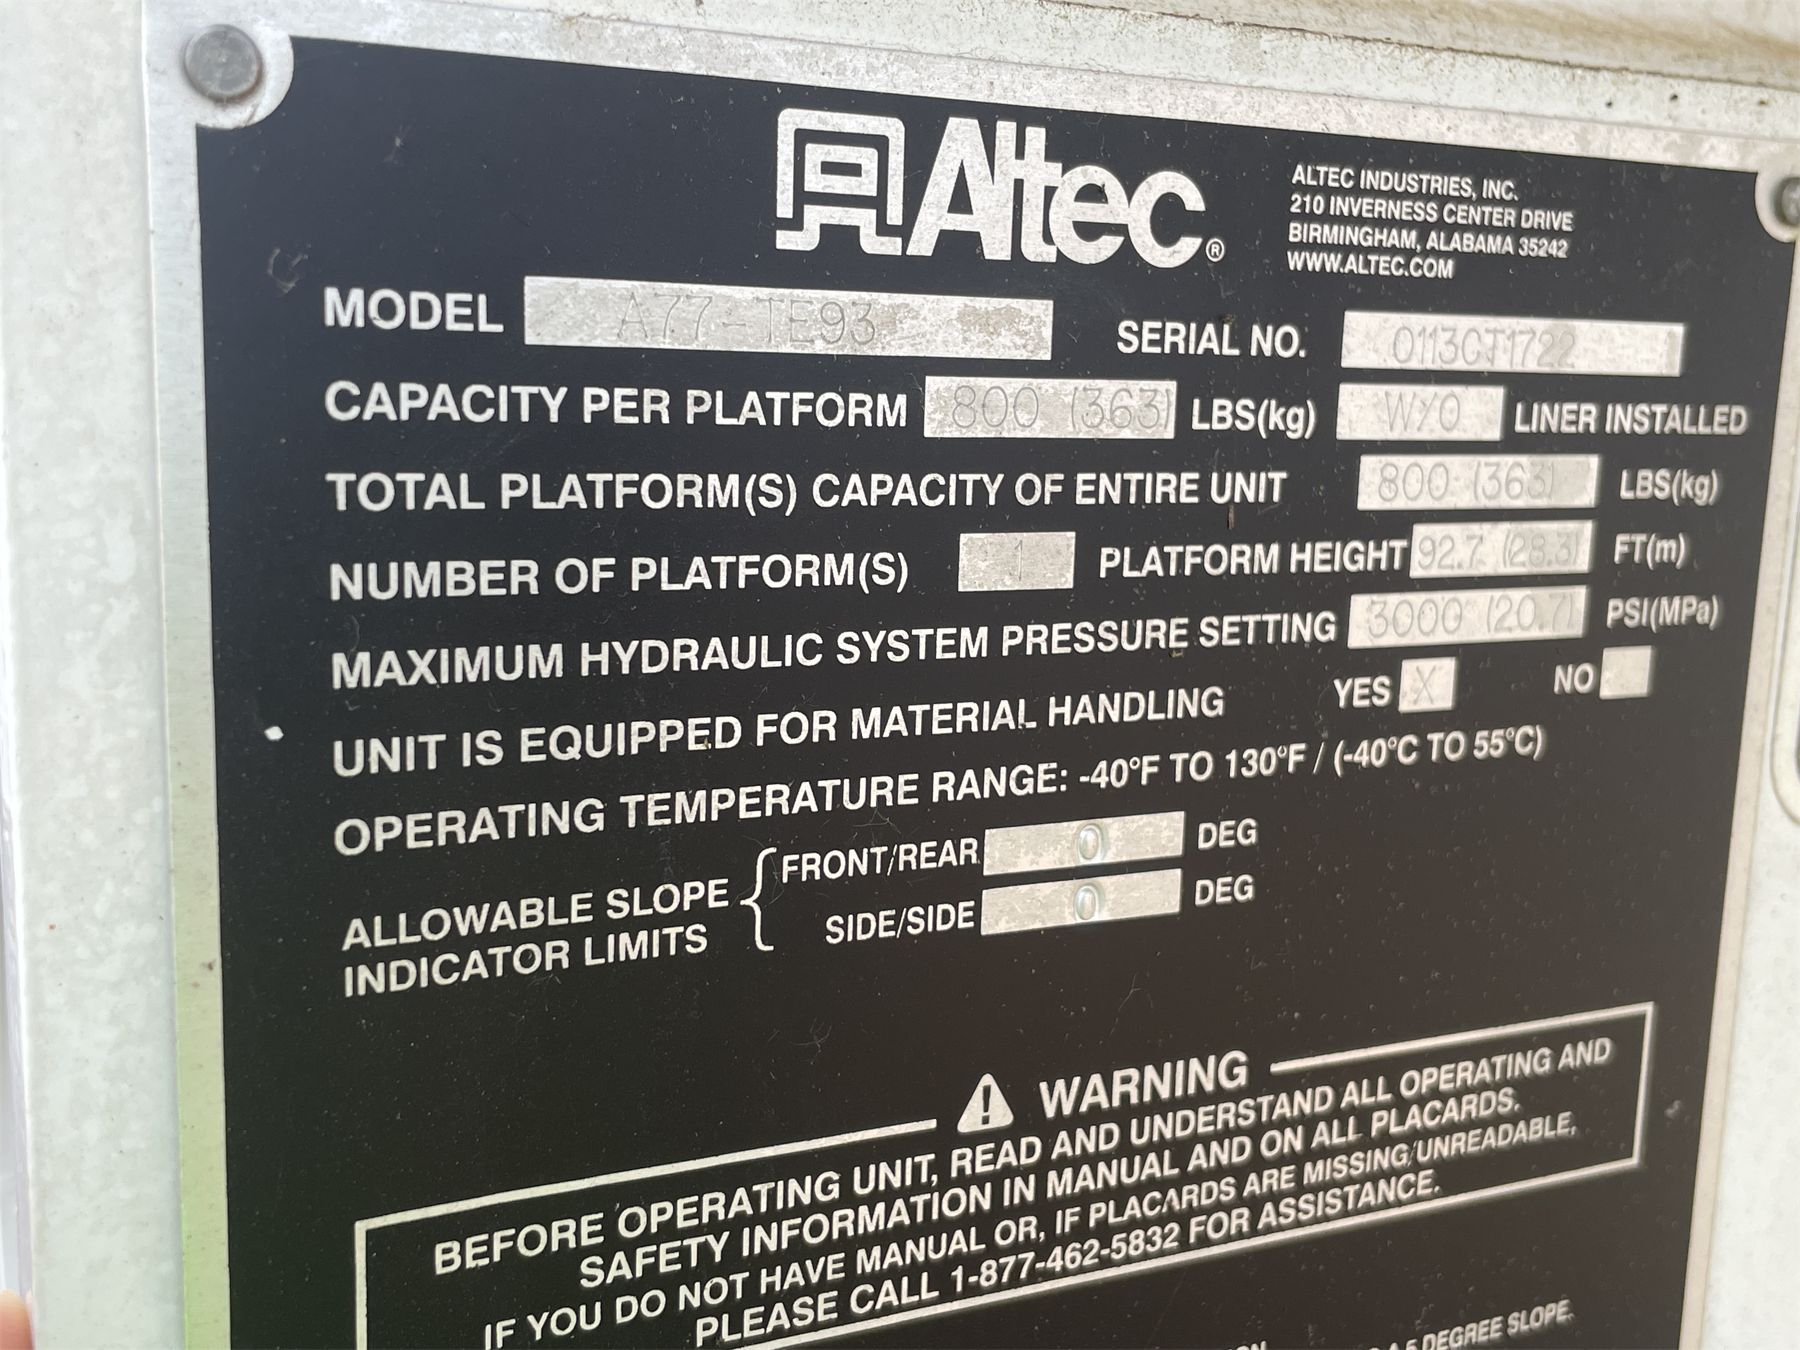 Altec®
ALTEC INDUSTRIES, INC.
210 INVERNESS CENTER DRIVE
BIRMINGHAM, ALABAMA 35242
WWW.ALTEC.COM
MODEL A77-TE93 SERIAL NO. 0113CT1722
CAPACITY PER PLATFORM 800 (363) LBS(kg) W/O LINER INSTALLED
TOTAL PLATFORM(S) CAPACITY OF ENTIRE UNIT 800 (363) LBS(kg)
NUMBER OF PLATFORM(S) 1 PLATFORM HEIGHT 92.7 (28.3) FT(m)
MAXIMUM HYDRAULIC SYSTEM PRESSURE SETTING 3000 (20.7) PSI(MPa)
UNIT IS EQUIPPED FOR MATERIAL HANDLING YES X NO
OPERATING TEMPERATURE RANGE: -40°F TO 130°F / (-40°C TO 55°C)
ALLOWABLE SLOPE INDICATOR LIMITS
FRONT/REAR 0 DEG
SIDE/SIDE 0 DEG
WARNING
BEFORE OPERATING UNIT, READ AND UNDERSTAND ALL OPERATING AND
SAFETY INFORMATION IN MANUAL AND ON ALL PLACARDS.
IF YOU DO NOT HAVE MANUAL OR, IF PLACARDS ARE MISSING/UNREADABLE,
PLEASE CALL 1-877-462-5832 FOR ASSISTANCE.
5 DEGREE SLOPE.